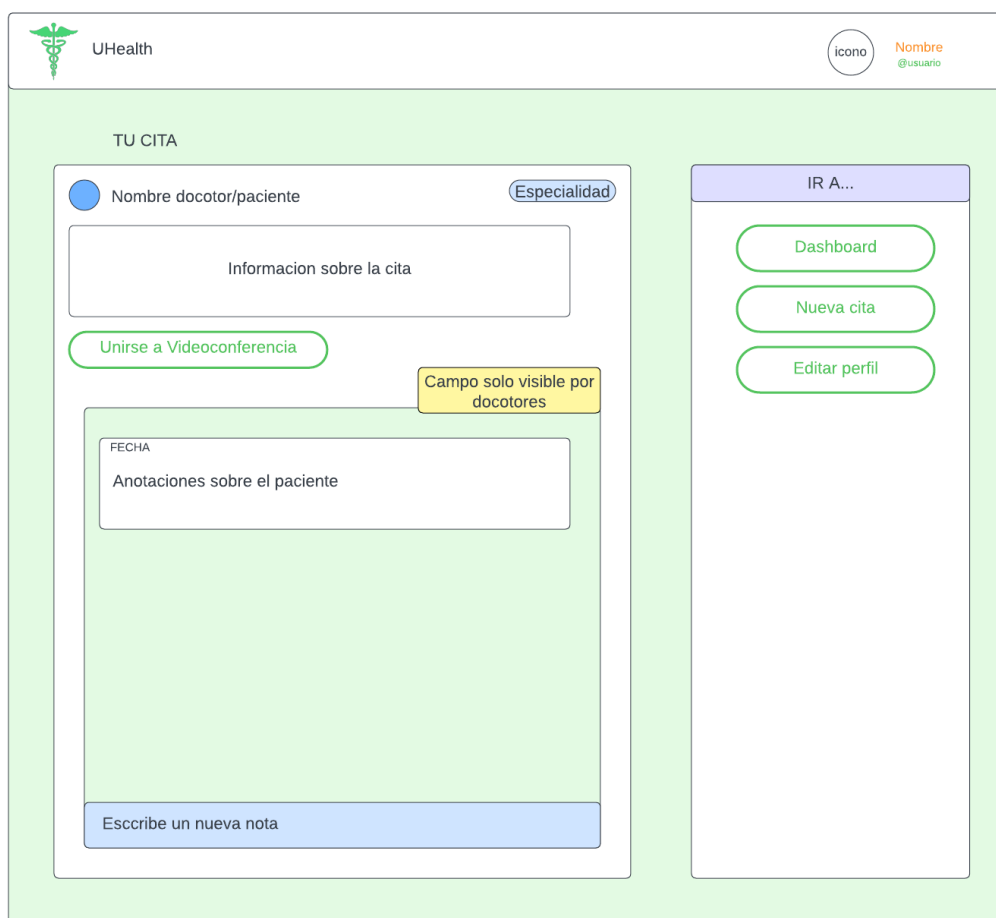 UHealth
icono
Nombre
@usuario
TU CITA
Nombre docotor/paciente
Especialidad
Informacion sobre la cita
Unirse a Videoconferencia
Campo solo visible por
docotores
FECHA
Anotaciones sobre el paciente
Esccribe un nueva nota
IR A...
Dashboard
Nueva cita
Editar perfil